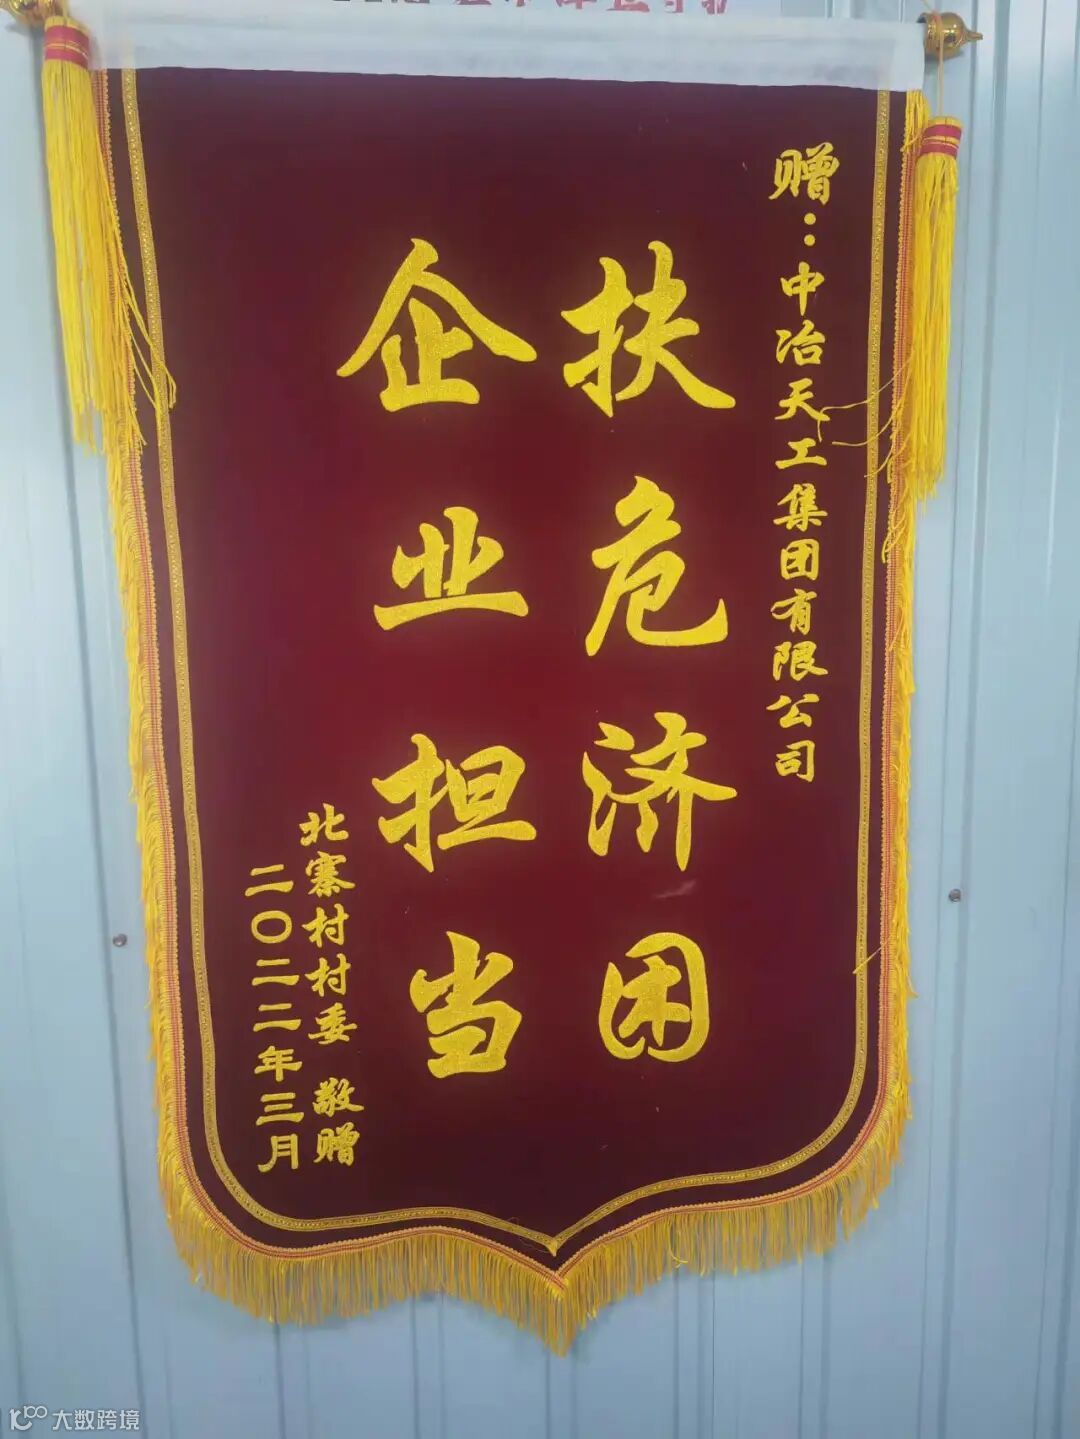 赠：中冶天工集团有限公司
扶危济困
企业担当
北寨村村委 敬赠
二〇二二年三月
大数跨境